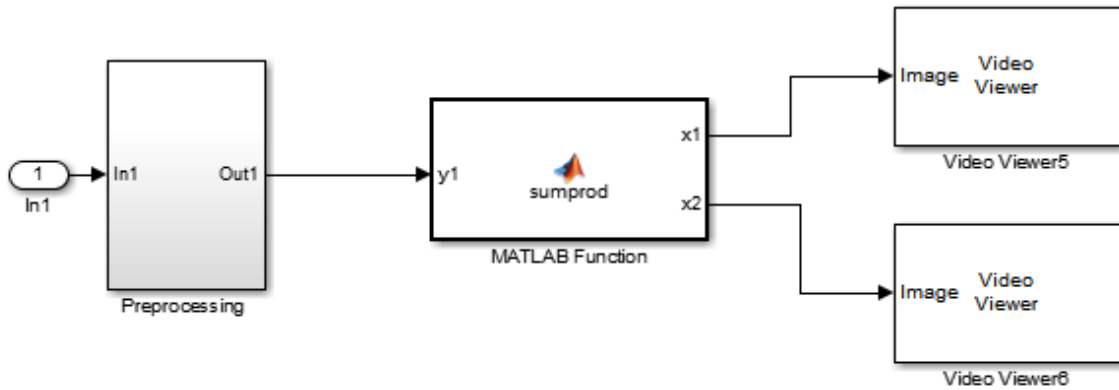 1
In1
In1
Out1
Preprocessing
y1
sumprod
x1
x2
MATLAB Function
Image
Video
Viewer
Video Viewer5
Image
Video
Viewer
Video Viewer6